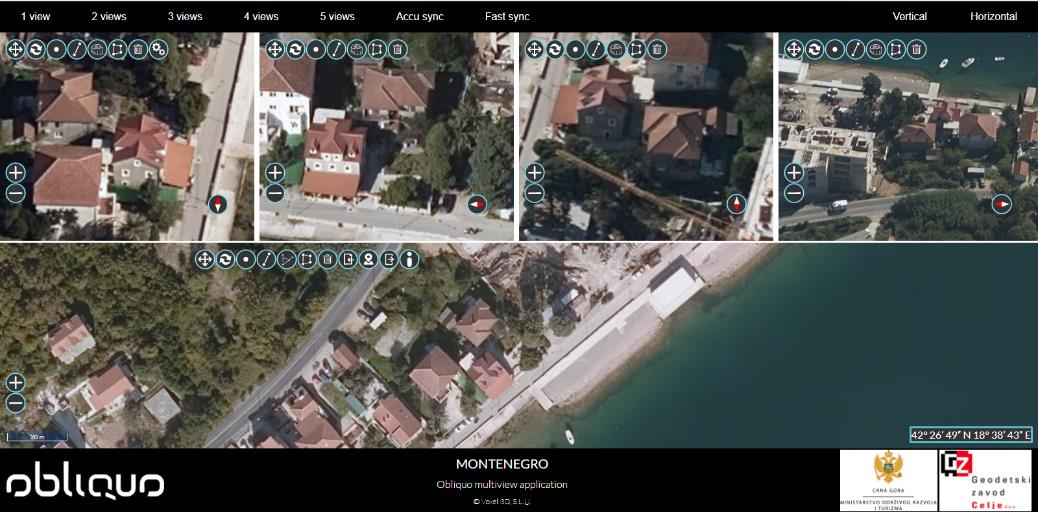 1 view 2 views 3 views 4 views 5 views Accu sync Fast sync Vertical Horizontal
20 m
42° 26' 49" N 18° 38' 43" E
obliquo
MONTENEGRO
Obliquo multiview application
© Voxel 3D, S.L.U.
CRNA GORA
MINISTARSTVO ODRŽIVOG RAZVOJA
I TURIZMA
GZ
Geodetski
zavod
Celje d.o.o.